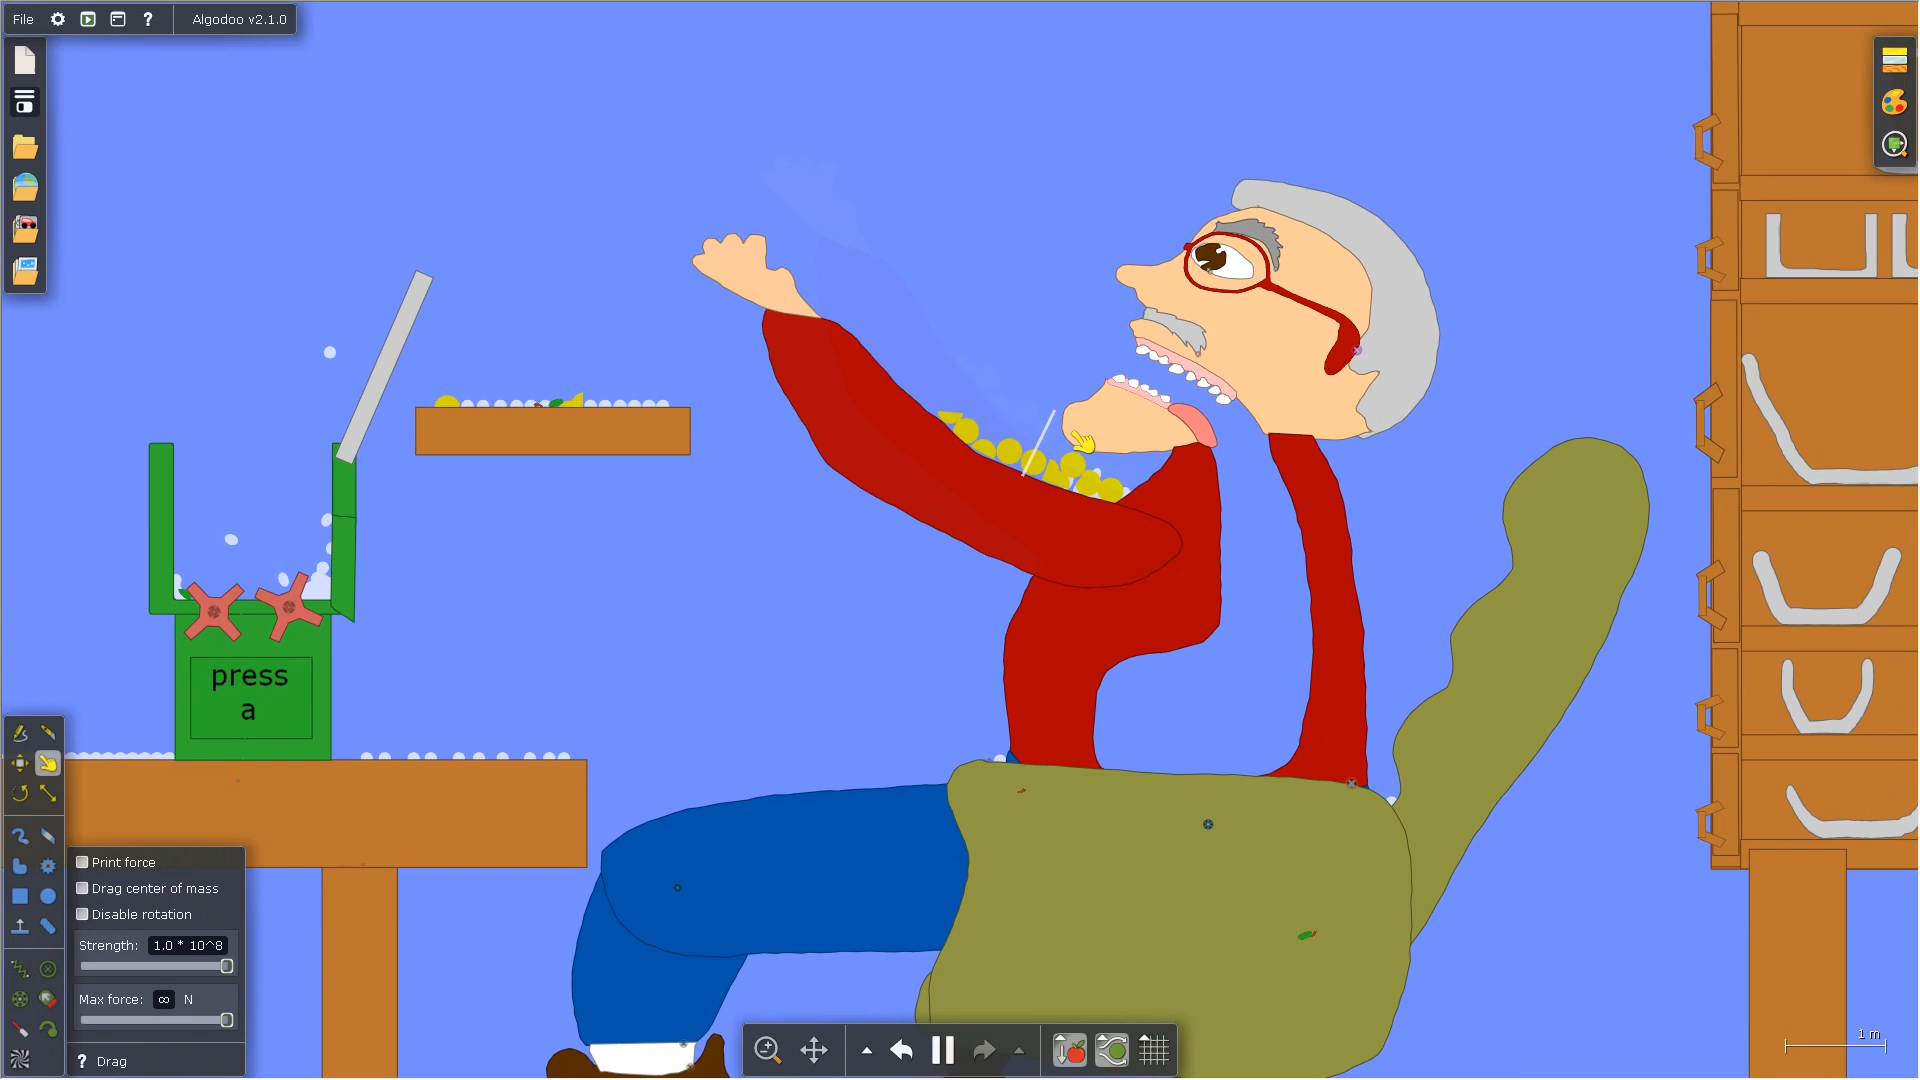 File ? Algodoo v2.1.0
press
a
Print force
Drag center of mass
Disable rotation
Strength: 1.0 * 10^8
Max force: ∞ N
? Drag
1 m